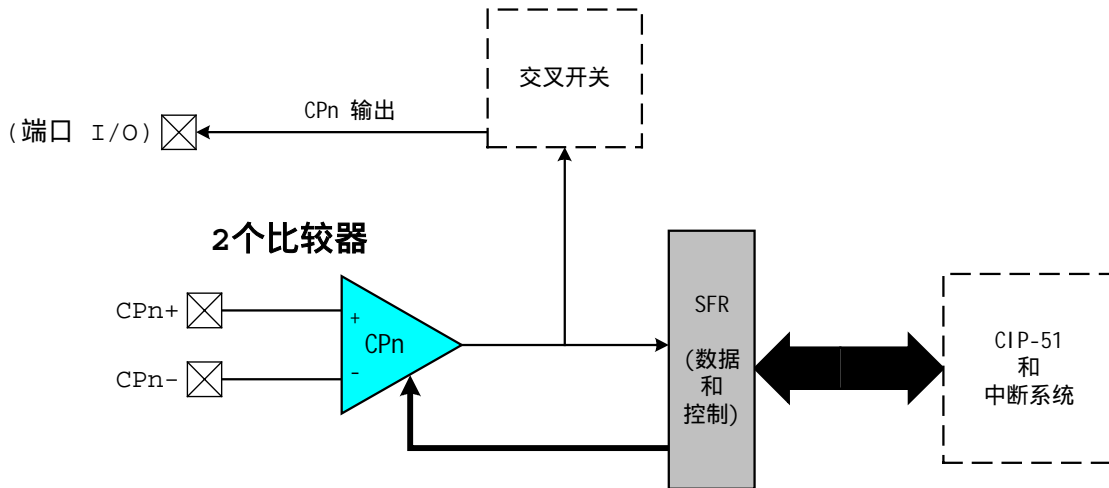 交叉开关
CPn 输出
(端口 I/O)
2个比较器
CPn+
CPn-
+
CPn
-
SFR
(数据
和
控制)
CIP-51
和
中断系统